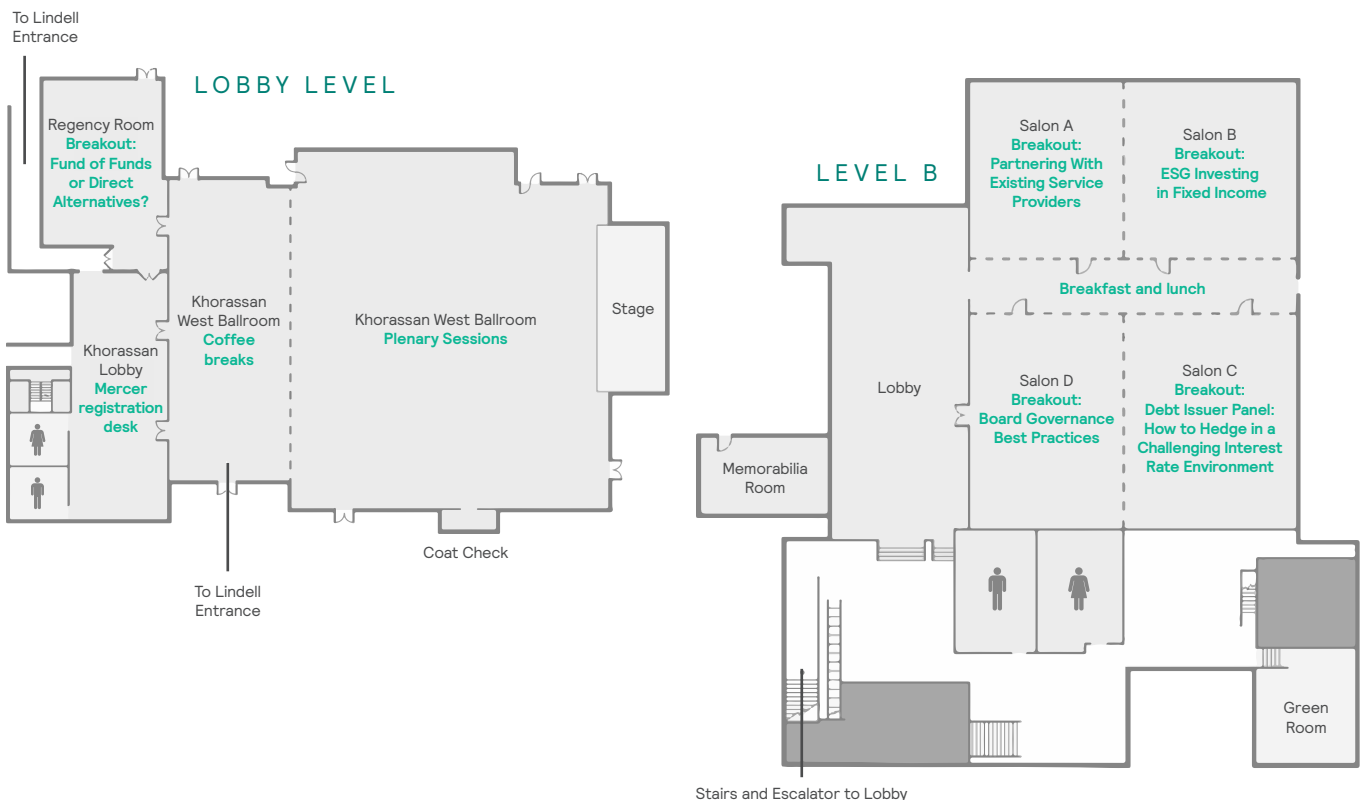 To Lindell
Entrance
LOBBY LEVEL
Regency Room
Breakout:
Fund of Funds
or Direct
Alternatives?
Khorassan
West Ballroom
Coffee
breaks
Khorassan West Ballroom
Plenary Sessions
Stage
Khorassan
Lobby
Mercer
registration
desk
Coat Check
To Lindell
Entrance
LEVEL B
Salon A
Breakout:
Partnering With
Existing Service
Providers
Salon B
Breakout:
ESG Investing
in Fixed Income
Breakfast and lunch
Lobby
Salon D
Breakout:
Board Governance
Best Practices
Salon C
Breakout:
Debt Issuer Panel:
How to Hedge in a
Challenging Interest
Rate Environment
Memorabilia
Room
Green
Room
Stairs and Escalator to Lobby